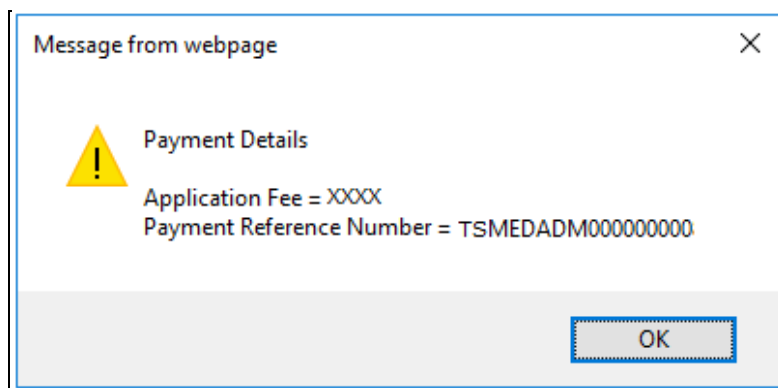 Message from webpage
Payment Details
Application Fee = XXXX
Payment Reference Number = TSMEDADM000000000
OK